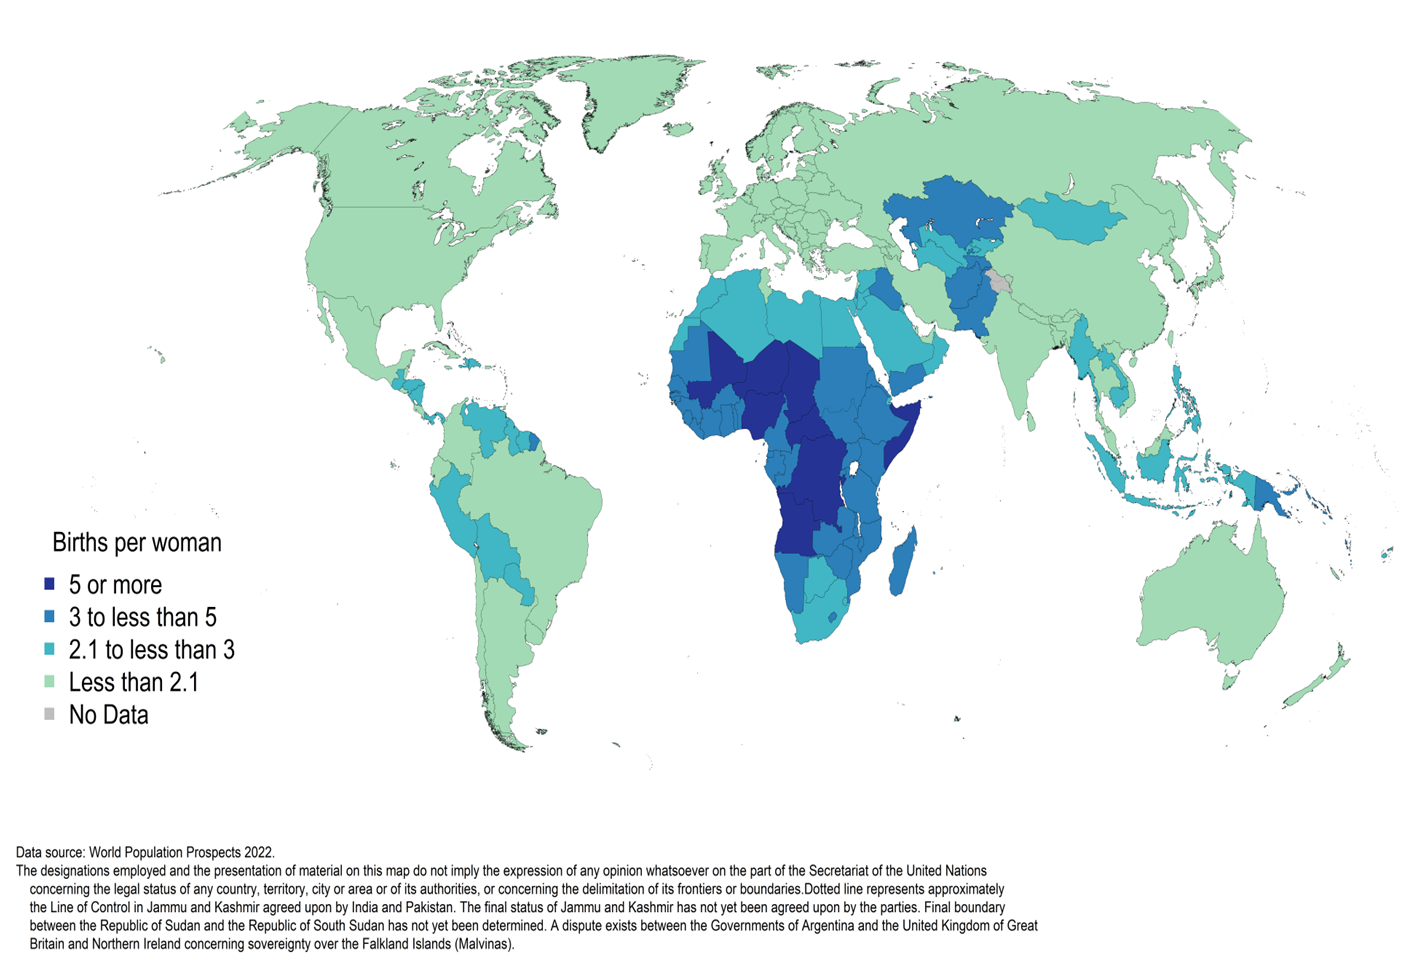 Births per woman
5 or more
3 to less than 5
2.1 to less than 3
Less than 2.1
No Data
Data source: World Population Prospects 2022.
The designations employed and the presentation of material on this map do not imply the expression of any opinion whatsoever on the part of the Secretariat of the United Nations
concerning the legal status of any country, territory, city or area or of its authorities, or concerning the delimitation of its frontiers or boundaries.Dotted line represents approximately
the Line of Control in Jammu and Kashmir agreed upon by India and Pakistan. The final status of Jammu and Kashmir has not yet been agreed upon by the parties. Final boundary
between the Republic of Sudan and the Republic of South Sudan has not yet been determined. A dispute exists between the Governments of Argentina and the United Kingdom of Great
Britain and Northern Ireland concerning sovereignty over the Falkland Islands (Malvinas).